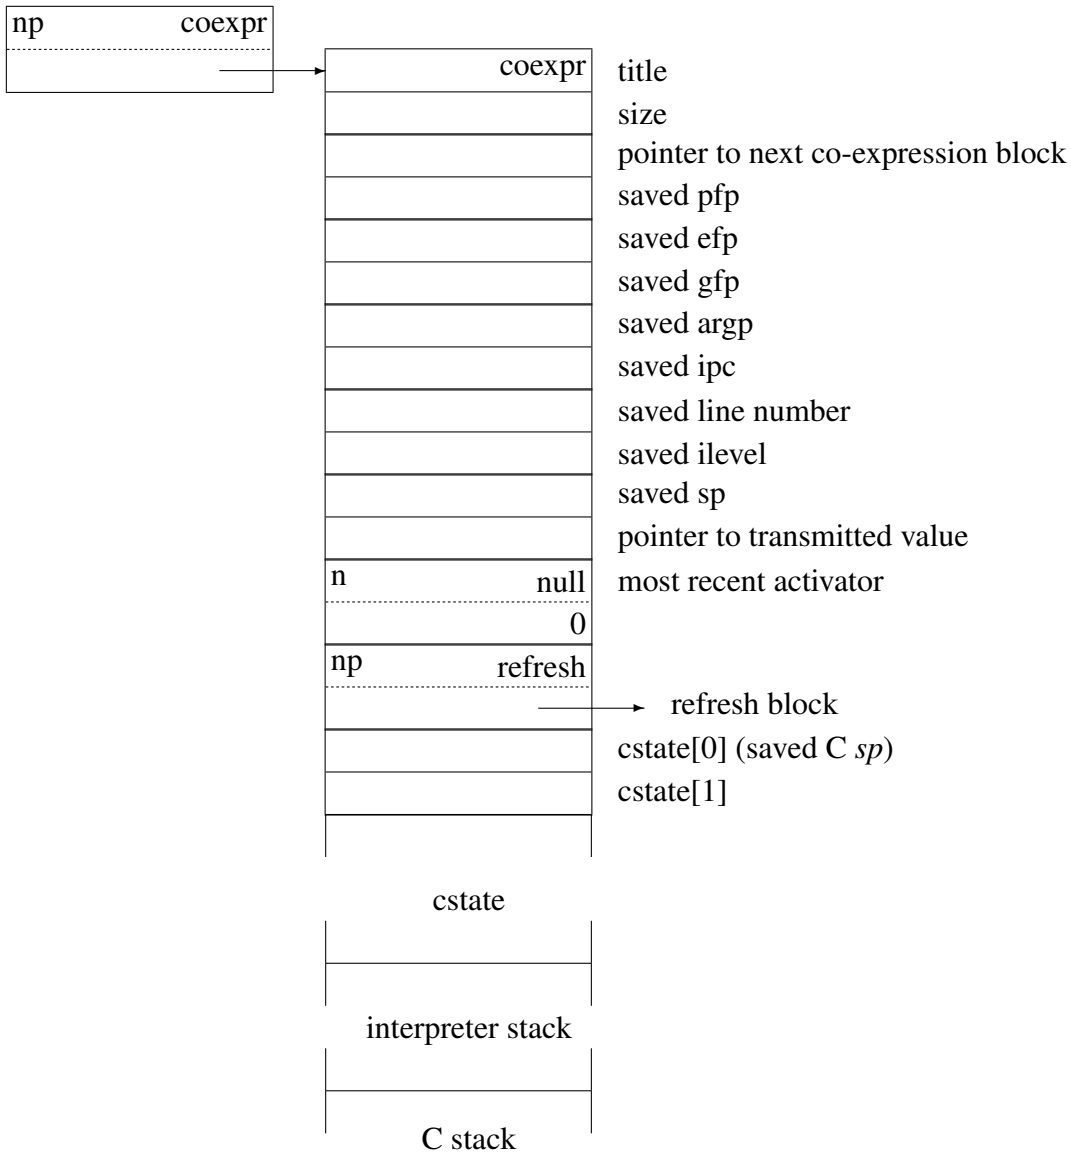 np coexpr
coexpr title
size
pointer to next co-expression block
saved pfp
saved efp
saved gfp
saved argp
saved ipc
saved line number
saved ilevel
saved sp
pointer to transmitted value
n null most recent activator
0
np refresh
refresh block
cstate[0] (saved C sp)
cstate[1]
cstate
interpreter stack
C stack